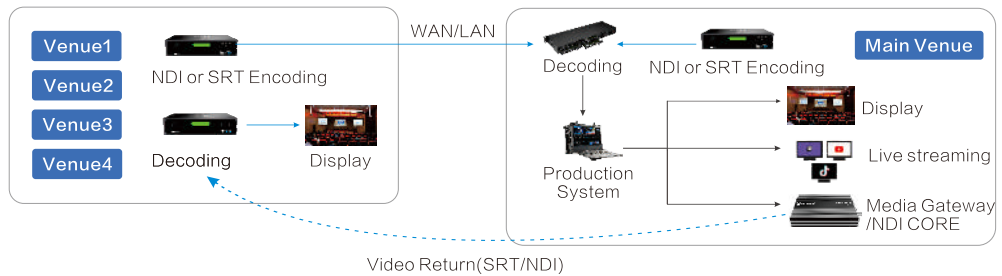 Venue1
Venue2
Venue3
Venue4
NDI or SRT Encoding
Decoding
Display
WAN/LAN
Decoding
NDI or SRT Encoding
Main Venue
Production
System
Display
Live streaming
Media Gateway
/NDI CORE
Video Return(SRT/NDI)